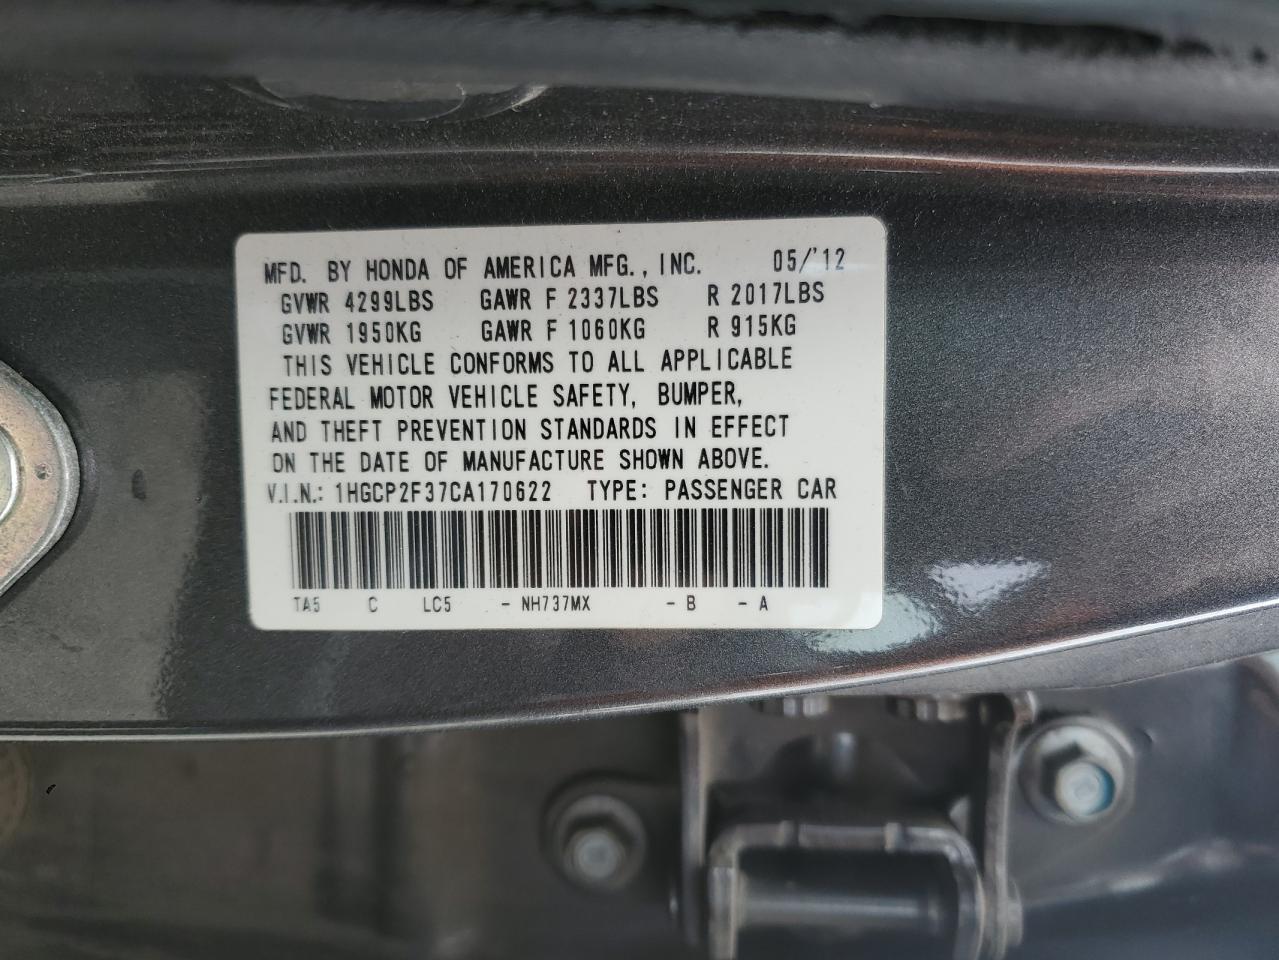 MFD. BY HONDA OF AMERICA MFG., INC. 05/'12
GVWR 4299LBS GAWR F 2337LBS R 2017LBS
GVWR 1950KG GAWR F 1060KG R 915KG
THIS VEHICLE CONFORMS TO ALL APPLICABLE
FEDERAL MOTOR VEHICLE SAFETY, BUMPER,
AND THEFT PREVENTION STANDARDS IN EFFECT
ON THE DATE OF MANUFACTURE SHOWN ABOVE.
V.I.N.: 1HGCP2F37CA170622 TYPE: PASSENGER CAR
TA5 C LC5 - NH737MX - B - A